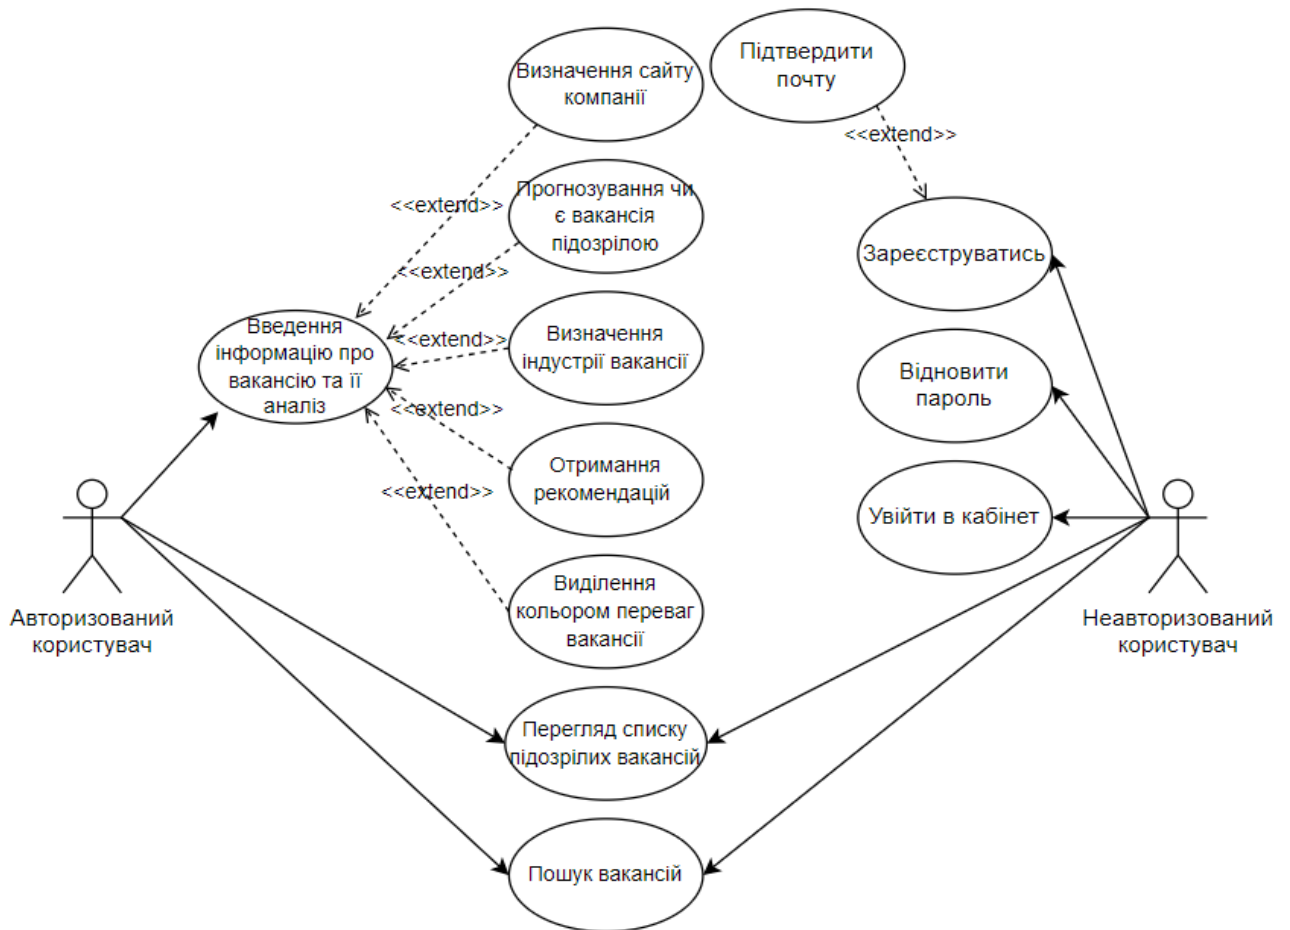 Визначення сайту
компанії
Підтвердити
почту
<<extend>>
Прогнозування чи
є вакансія
підозрілою
<<extend>>
Зареєструватись
<<extend>>
Введення
інформацію про
вакансію та її
аналіз
<<extend>>
Визначення
індустрії вакансії
Відновити
пароль
<<extend>>
Отримання
рекомендацій
<<extend>>
Увійти в кабінет
Виділення
кольором переваг
вакансії
Авторизований
користувач
Неавторизований
користувач
Перегляд списку
підозрілих вакансій
Пошук вакансій